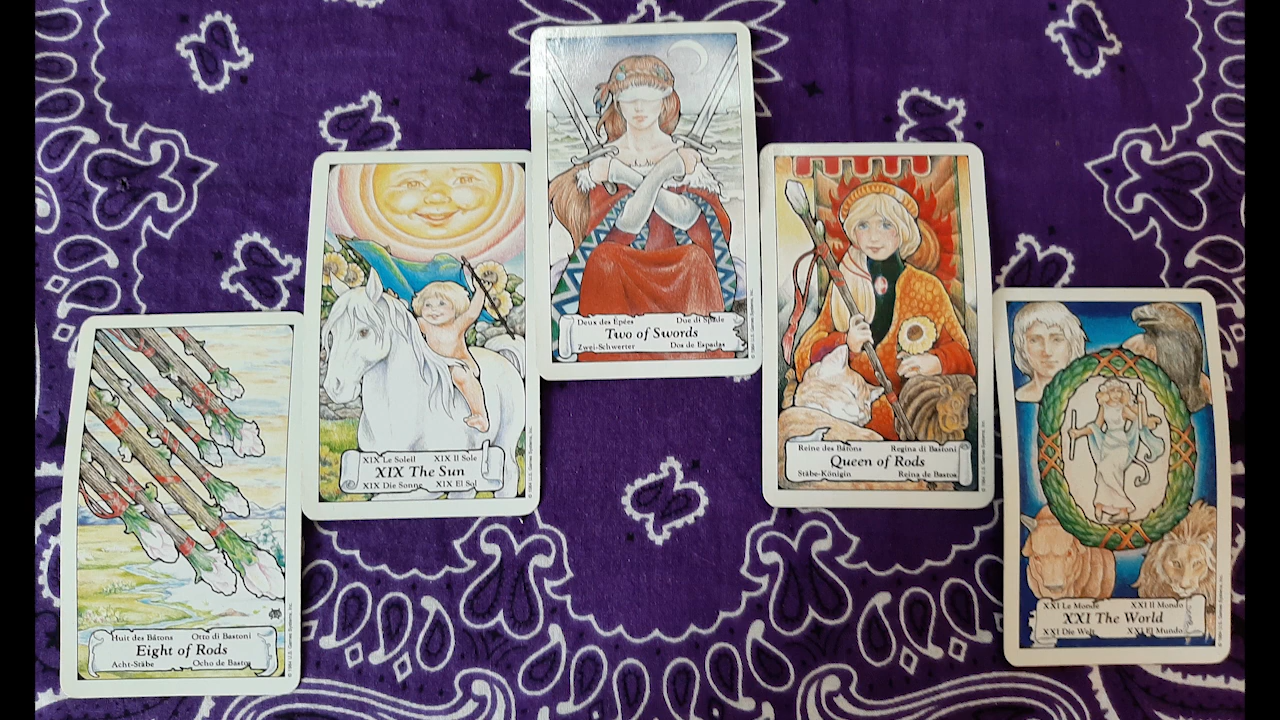 Huit des Bâtons Otto di Bastoni
Eight of Rods
Acht-Stäbe Ocho de Bastos
XIX Le Soleil XIX Il Sole
XIX The Sun
XIX Die Sonne XIX El Sol
Deux des Epées Due di Spade
Two of Swords
Zwei-Schwerter Dos de Espadas
Reine des Bâtons Regina di Bastoni
Queen of Rods
Stäbe-Königin Reina de Bastos
XXI Le Monde XXI Il Mondo
XXI The World
XXI Die Welt XXI El Mundo